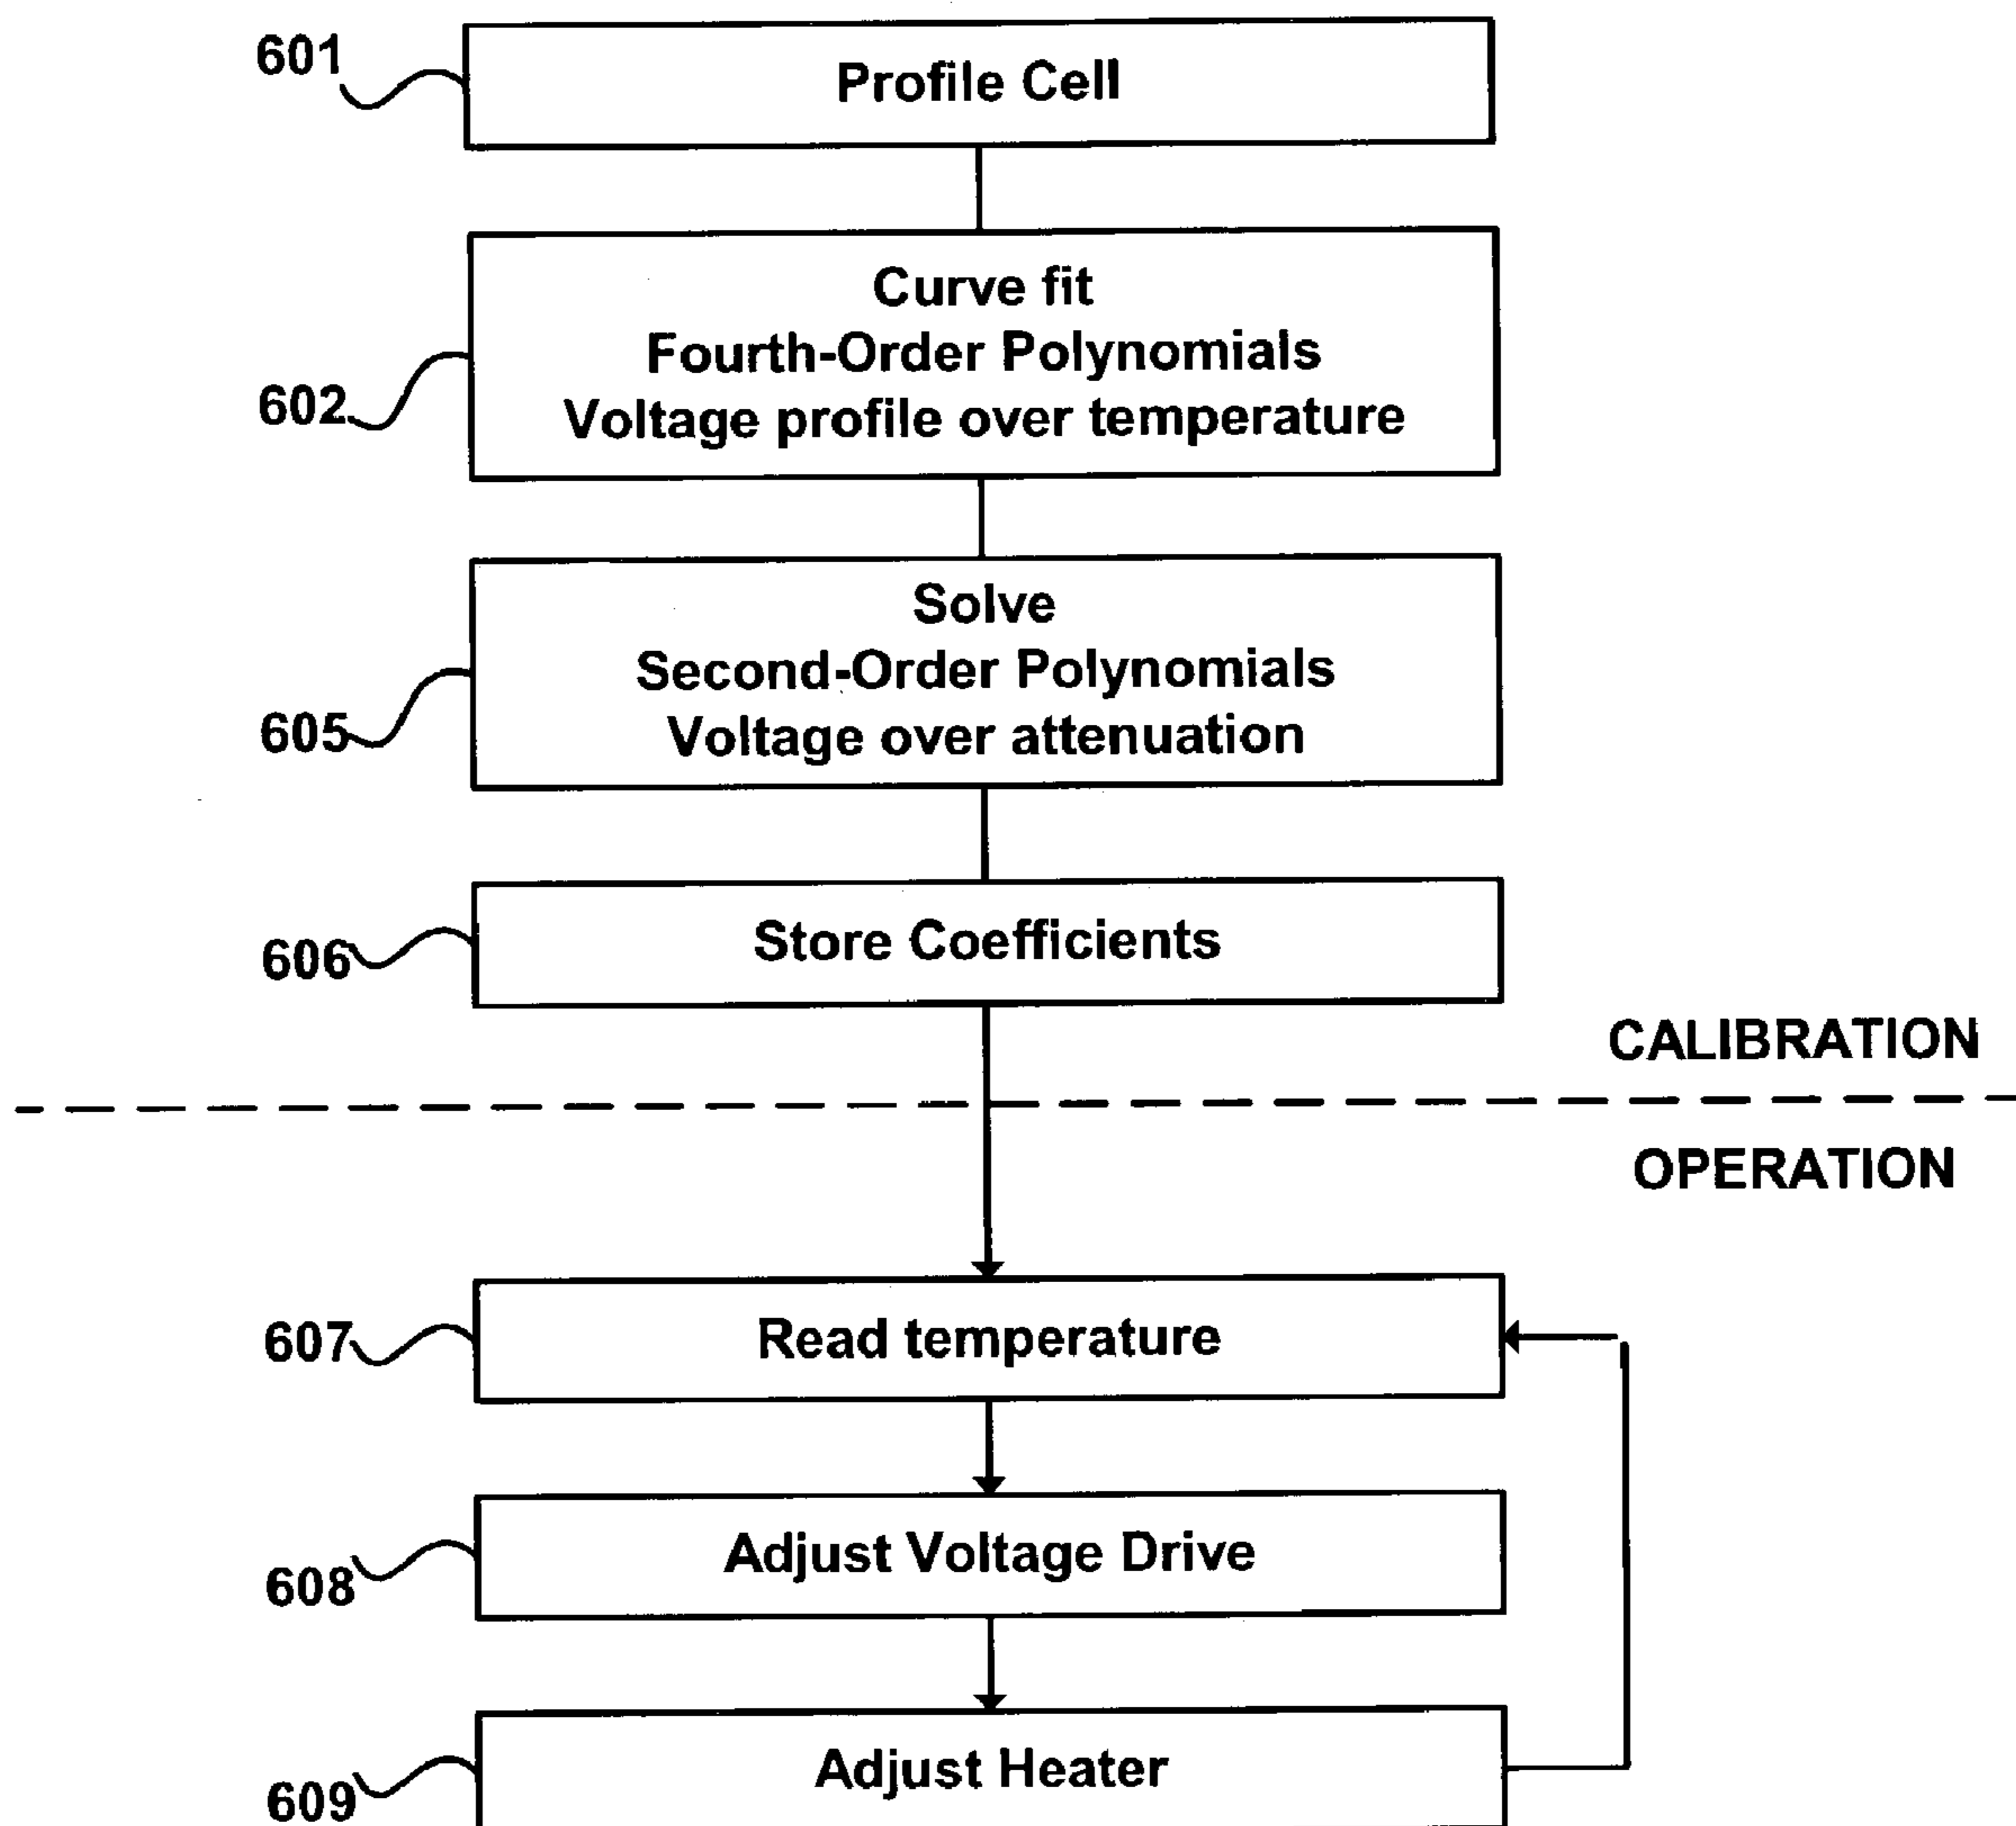 601
Profile Cell
Curve fit
Fourth-Order Polynomials
602
Voltage profile over temperature
Solve
Second-Order Polynomials
605
Voltage over attenuation
606
Store Coefficients
CALIBRATION
OPERATION
607
Read temperature
608
Adjust Voltage Drive
609
Adjust Heater